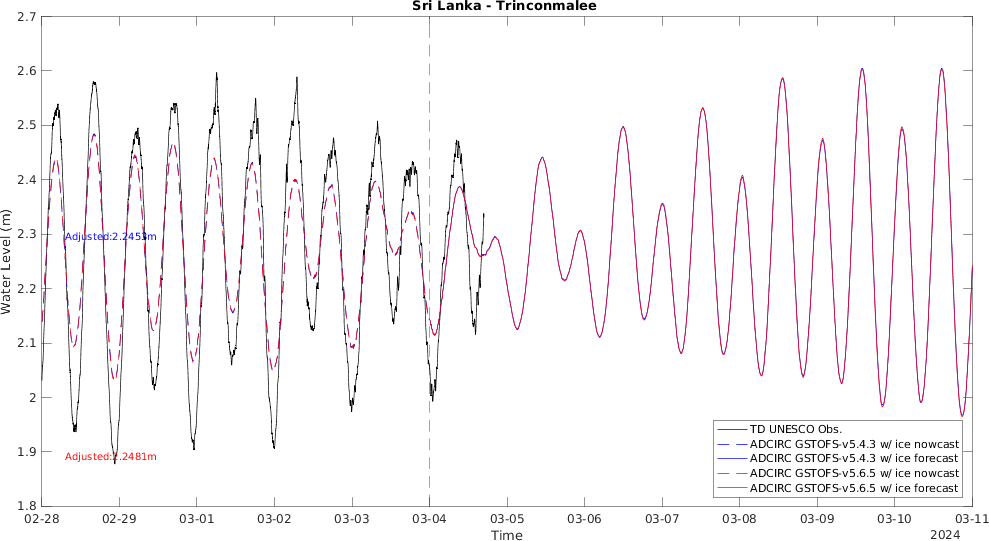 Sri Lanka - Trinconmalee
2.7
2.6
2.5
2.4
2.3
2.2
2.1
2
1.9
1.8
Water Level (m)
Adjusted:2.2453m
Adjusted:2.2481m
TD UNESCO Obs.
ADCIRC GSTOFS-v5.4.3 w/ ice nowcast
ADCIRC GSTOFS-v5.4.3 w/ ice forecast
ADCIRC GSTOFS-v5.6.5 w/ ice nowcast
ADCIRC GSTOFS-v5.6.5 w/ ice forecast
02-28 02-29 03-01 03-02 03-03 03-04 03-05 03-06 03-07 03-08 03-09 03-10 03-11
Time
2024